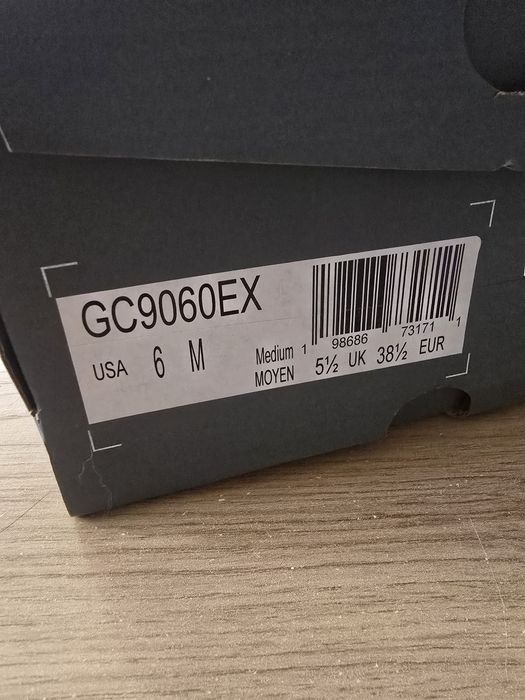 GC9060EX
USA 6 M
Medium
MOYEN
1 98686 73171 1
5½ UK 38½ EUR